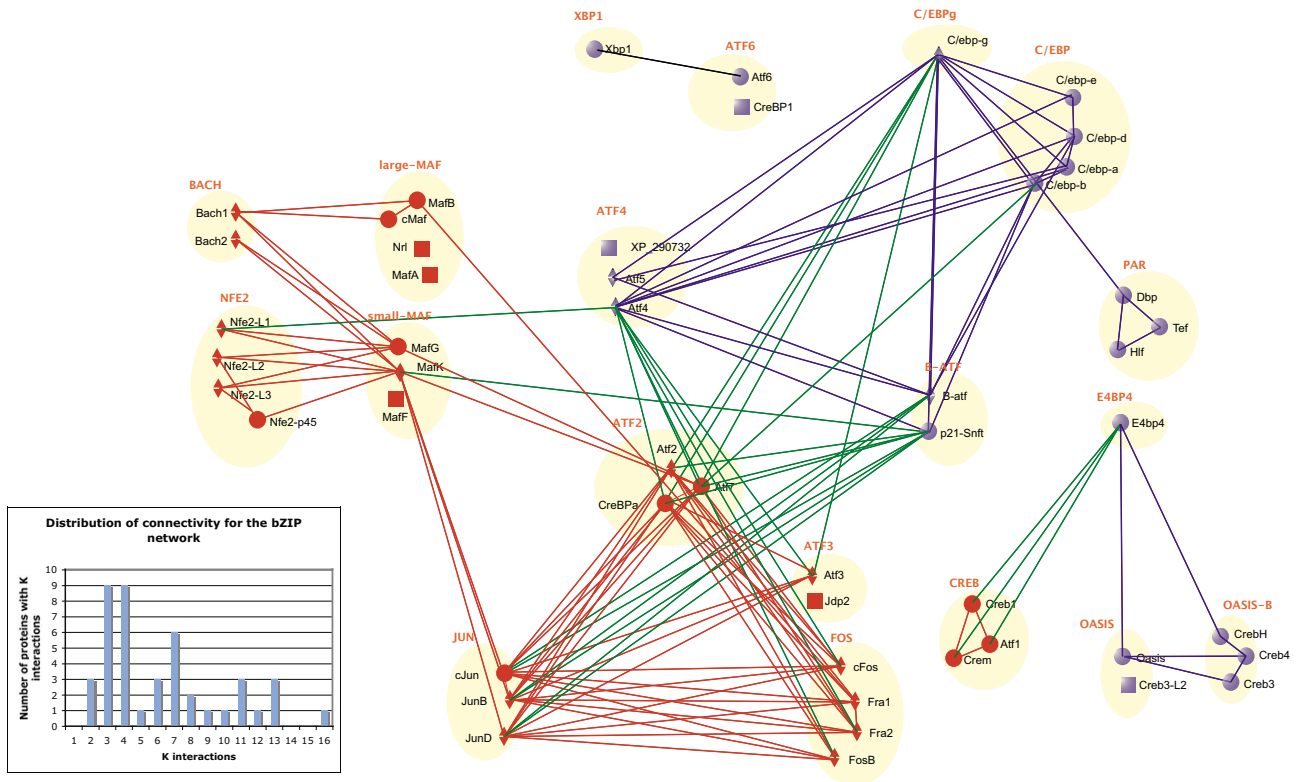 XBP1
Xbp1
ATF6
Atf6
CreBP1
C/EBPg
C/ebp-g
C/EBP
C/ebp-e
C/ebp-d
C/ebp-a
C/ebp-b
large-MAF
MafB
cMaf
Nrl
MafA
BACH
Bach1
Bach2
ATF4
XP_290732
Atf5
Atf4
PAR
Dbp
Tef
Hlf
NFE2
Nfe2-L1
Nfe2-L2
Nfe2-L3
Nfe2-p45
small-MAF
MafG
MafK
MafF
B-ATF
B-atf
p21-Snft
E4BP4
E4bp4
ATF2
Atf2
Atf7
CreBPa
ATF3
Atf3
Jdp2
CREB
Creb1
Atf1
Crem
OASIS
Oasis
Creb3-L2
OASIS-B
CrebH
Creb4
Creb3
JUN
cJun
JunB
JunD
FOS
cFos
Fra1
Fra2
FosB
Distribution of connectivity for the bZIP
network
Number of proteins with K
interactions
10
9
8
7
6
5
4
3
2
1
0
1 2 3 4 5 6 7 8 9 10 11 12 13 14 15 16
K interactions